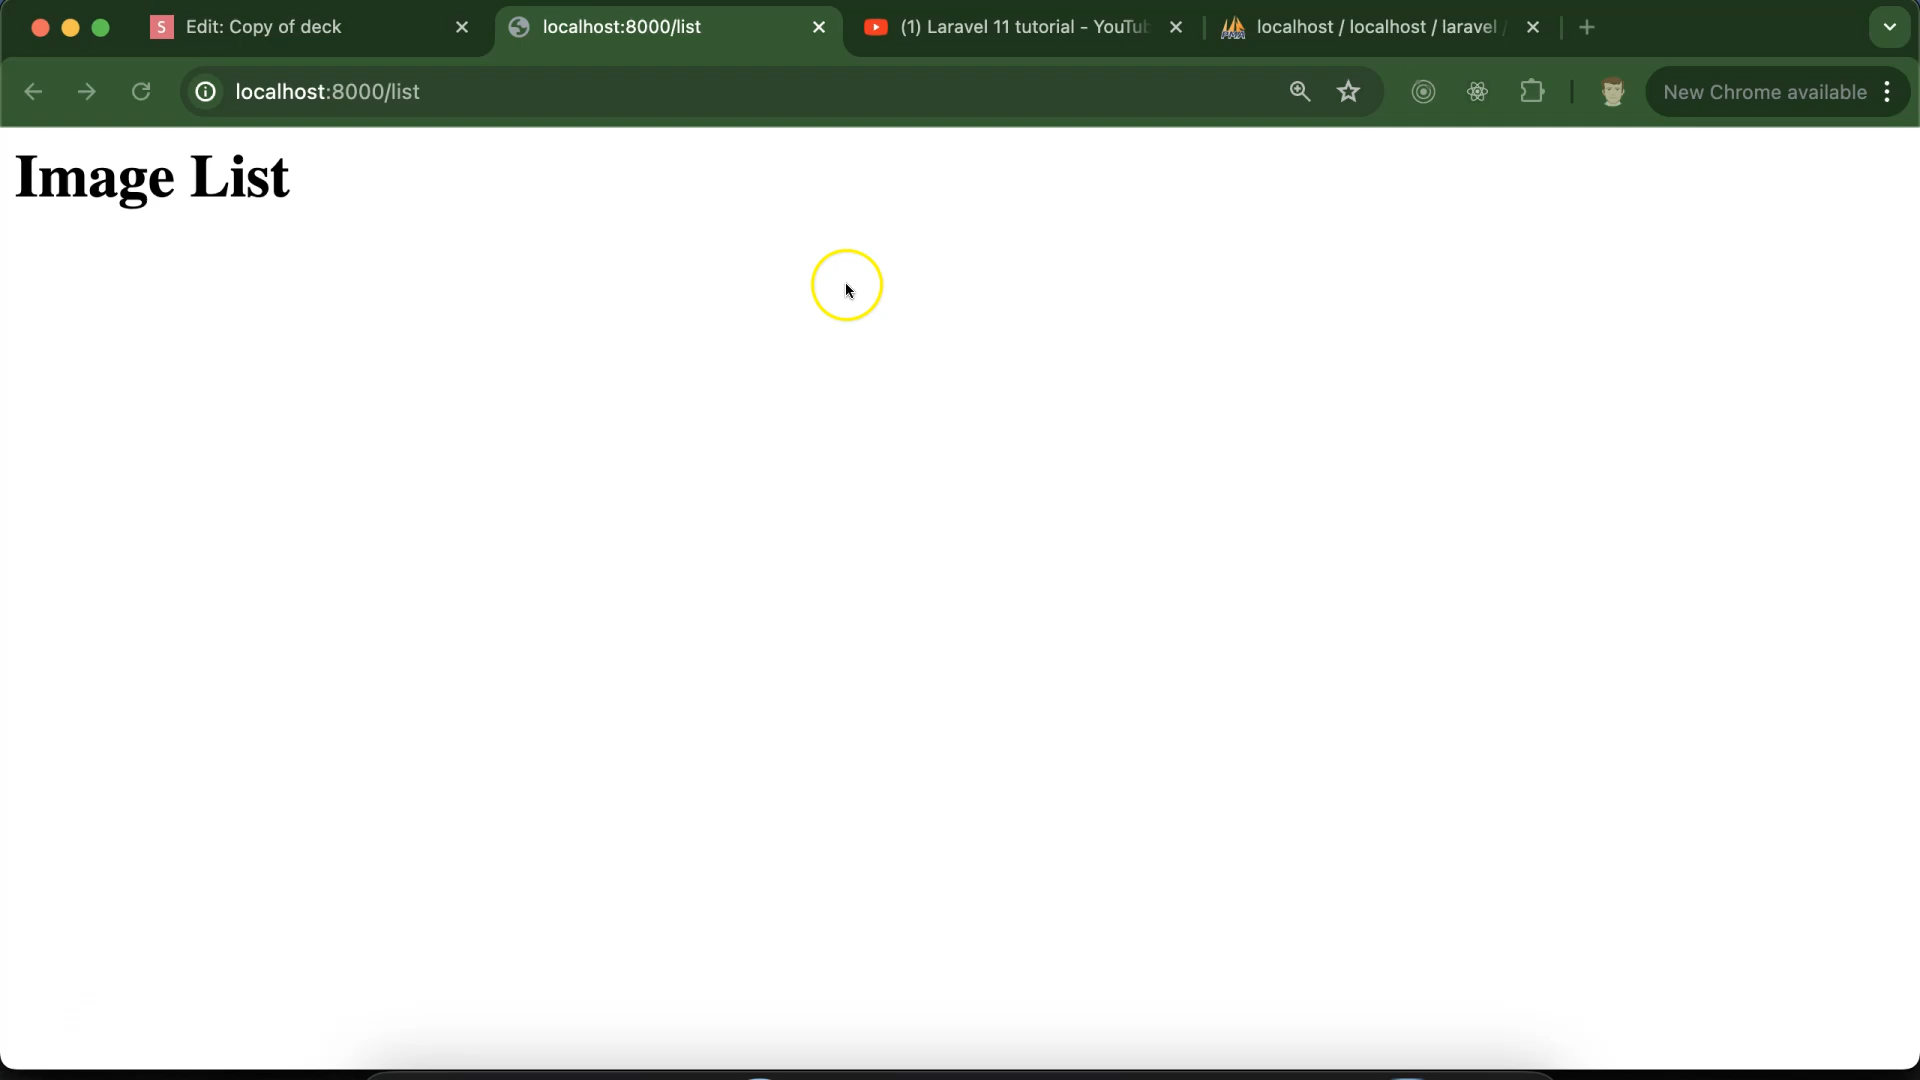 S Edit: Copy of deck
localhost:8000/list
(1) Laravel 11 tutorial - YouTub
localhost / localhost / laravel /
localhost:8000/list
New Chrome available
Image List